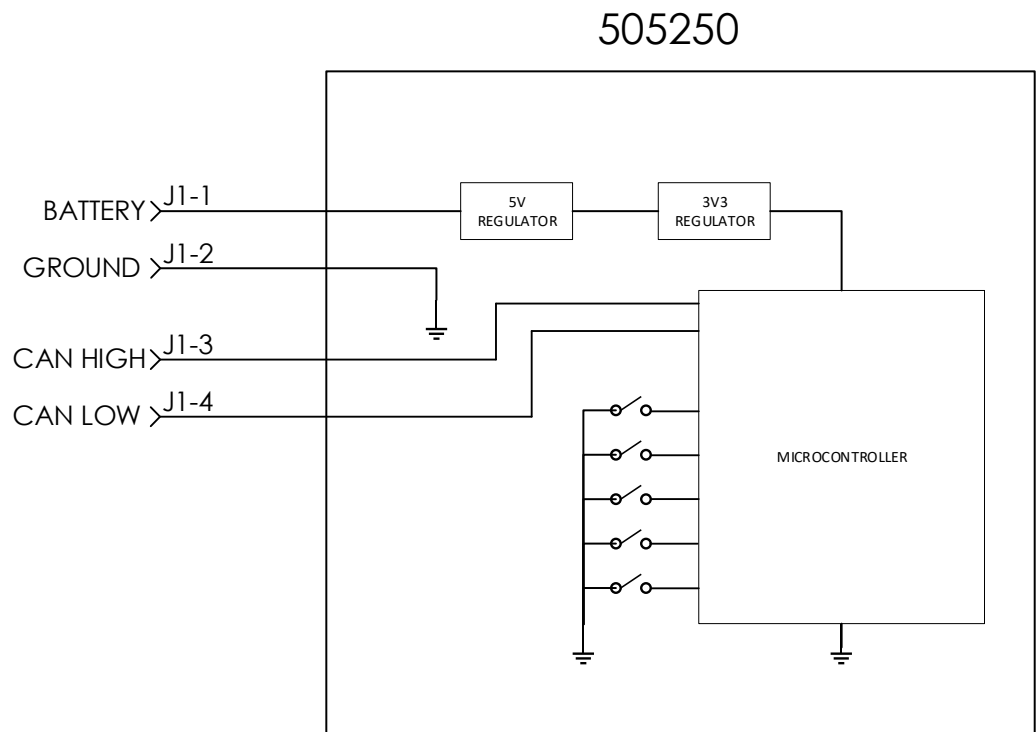 505250
J1-1
BATTERY
5V
REGULATOR
3V3
REGULATOR
J1-2
GROUND
J1-3
CAN HIGH
J1-4
CAN LOW
MICROCONTROLLER